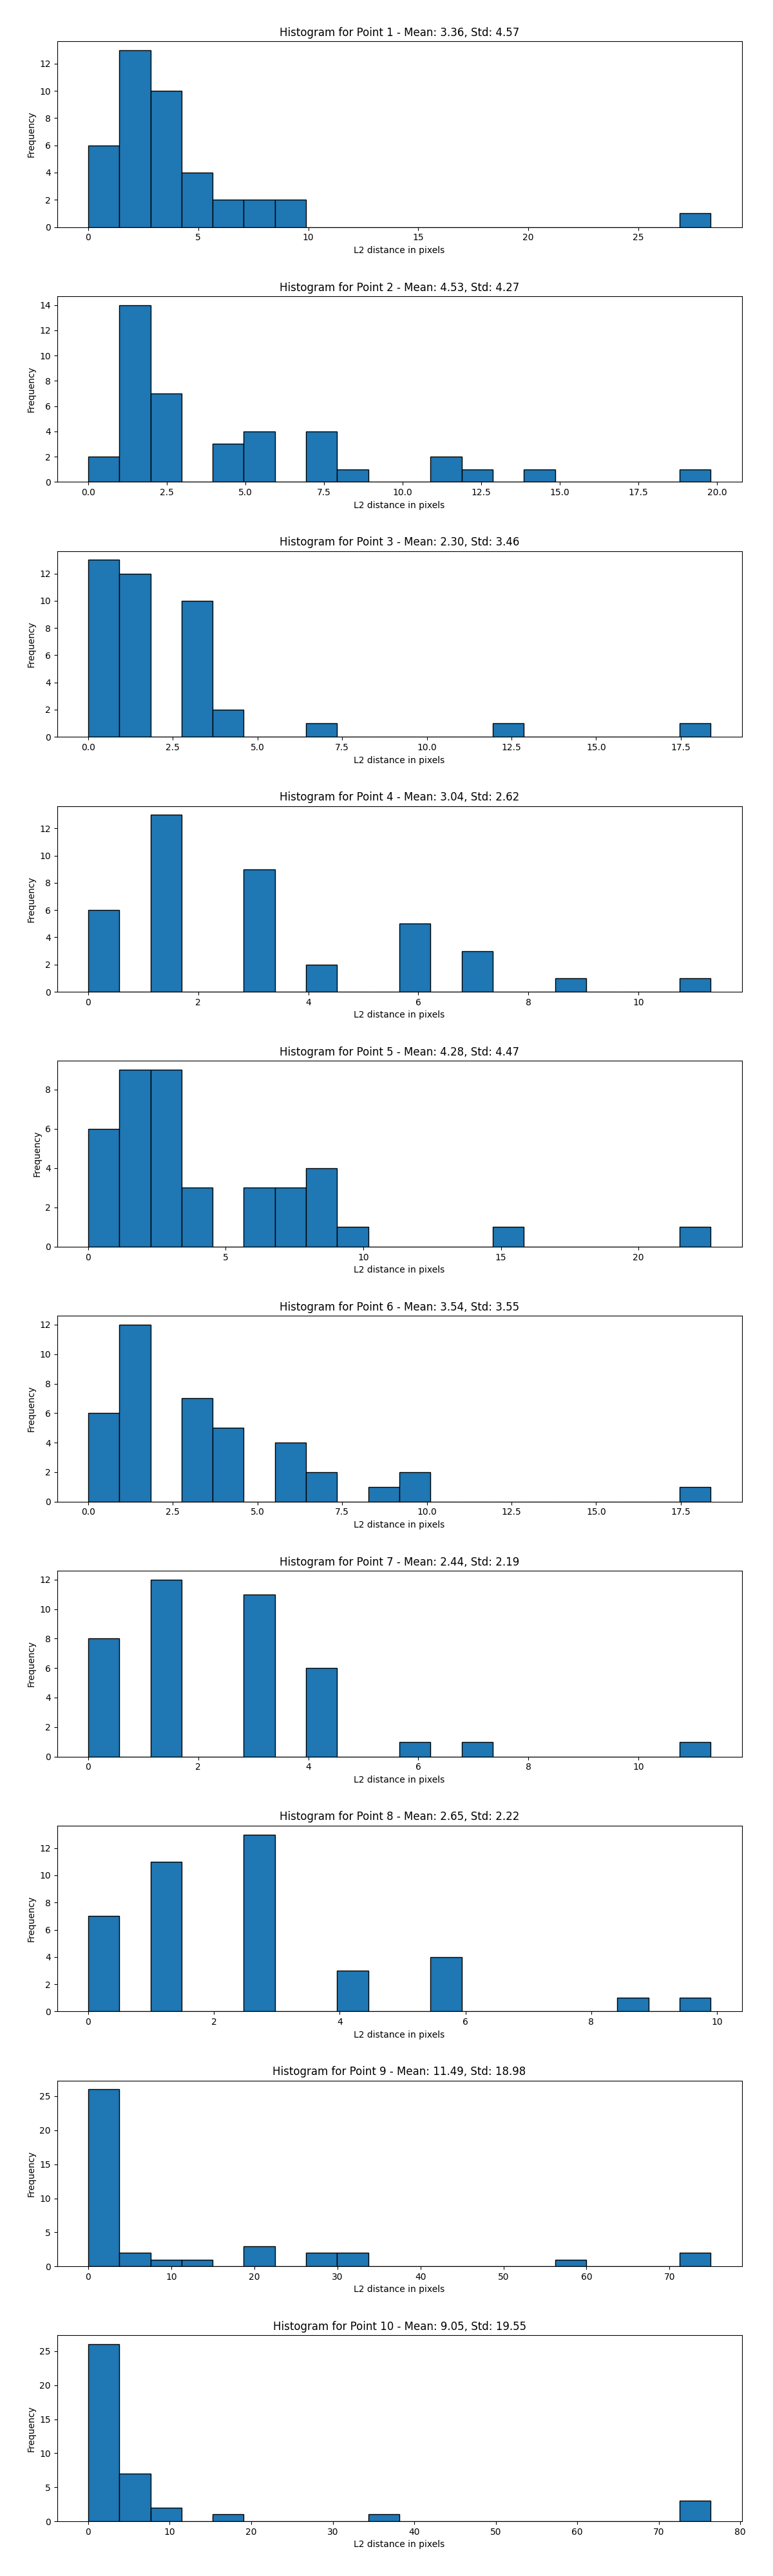 Histogram for Point 1 - Mean: 3.36, Std: 4.57
12
10
8
6
4
2
0
Frequency
0 5 10 15 20 25
L2 distance in pixels
Histogram for Point 2 - Mean: 4.53, Std: 4.27
14
12
10
8
6
4
2
0
Frequency
0.0 2.5 5.0 7.5 10.0 12.5 15.0 17.5 20.0
L2 distance in pixels
Histogram for Point 3 - Mean: 2.30, Std: 3.46
12
10
8
6
4
2
0
Frequency
0.0 2.5 5.0 7.5 10.0 12.5 15.0 17.5
L2 distance in pixels
Histogram for Point 4 - Mean: 3.04, Std: 2.62
12
10
8
6
4
2
0
Frequency
0 2 4 6 8 10
L2 distance in pixels
Histogram for Point 5 - Mean: 4.28, Std: 4.47
8
6
4
2
0
Frequency
0 5 10 15 20
L2 distance in pixels
Histogram for Point 6 - Mean: 3.54, Std: 3.55
12
10
8
6
4
2
0
Frequency
0.0 2.5 5.0 7.5 10.0 12.5 15.0 17.5
L2 distance in pixels
Histogram for Point 7 - Mean: 2.44, Std: 2.19
12
10
8
6
4
2
0
Frequency
0 2 4 6 8 10
L2 distance in pixels
Histogram for Point 8 - Mean: 2.65, Std: 2.22
12
10
8
6
4
2
0
Frequency
0 2 4 6 8 10
L2 distance in pixels
Histogram for Point 9 - Mean: 11.49, Std: 18.98
25
20
15
10
5
0
Frequency
0 10 20 30 40 50 60 70
L2 distance in pixels
Histogram for Point 10 - Mean: 9.05, Std: 19.55
25
20
15
10
5
0
Frequency
0 10 20 30 40 50 60 70 80
L2 distance in pixels